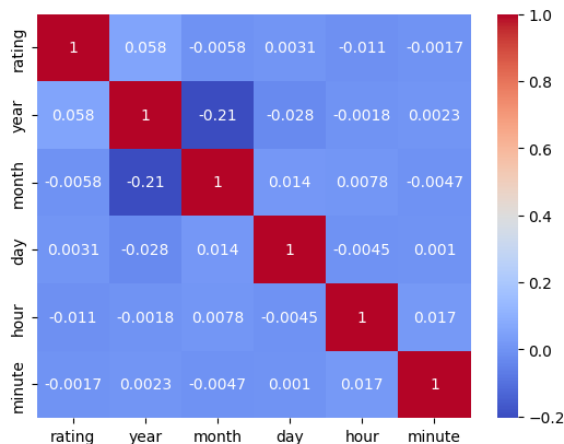 rating 1 0.058 -0.0058 0.0031 -0.011 -0.0017
year 0.058 1 -0.21 -0.028 -0.0018 0.0023
month -0.0058 -0.21 1 0.014 0.0078 -0.0047
day 0.0031 -0.028 0.014 1 -0.0045 0.001
hour -0.011 -0.0018 0.0078 -0.0045 1 0.017
minute -0.0017 0.0023 -0.0047 0.001 0.017 1
rating year month day hour minute
1.0
0.8
0.6
0.4
0.2
0.0
-0.2